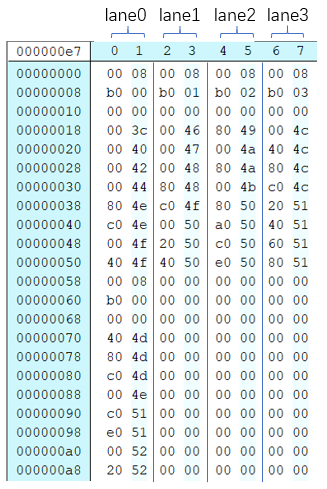 lane0 lane1 lane2 lane3
000000e7 0 1 2 3 4 5 6 7
00000000 00 08 00 08 00 08 00 08
00000008 b0 00 b0 01 b0 02 b0 03
00000010 00 00 00 00 00 00 00 00
00000018 00 3c 00 46 80 49 00 4c
00000020 00 40 00 47 00 4a 40 4c
00000028 00 42 00 48 80 4a 80 4c
00000030 00 44 80 48 00 4b c0 4c
00000038 80 4e c0 4f 80 50 20 51
00000040 c0 4e 00 50 a0 50 40 51
00000048 00 4f 20 50 c0 50 60 51
00000050 40 4f 40 50 e0 50 80 51
00000058 00 08 00 00 00 00 00 00
00000060 b0 00 00 00 00 00 00 00
00000068 00 00 00 00 00 00 00 00
00000070 40 4d 00 00 00 00 00 00
00000078 80 4d 00 00 00 00 00 00
00000080 c0 4d 00 00 00 00 00 00
00000088 00 4e 00 00 00 00 00 00
00000090 c0 51 00 00 00 00 00 00
00000098 e0 51 00 00 00 00 00 00
000000a0 00 52 00 00 00 00 00 00
000000a8 20 52 00 00 00 00 00 00